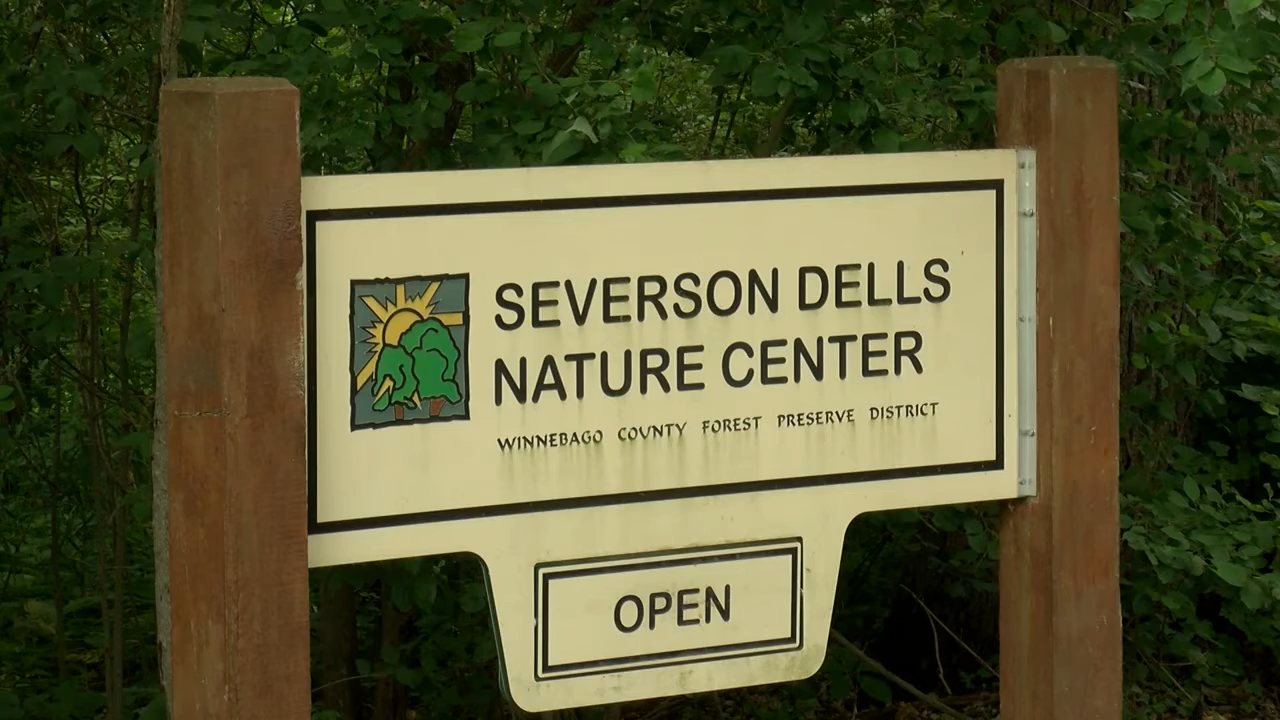 SEVERSON DELLS
NATURE CENTER
WINNEBAGO COUNTY FOREST PRESERVE DISTRICT
OPEN